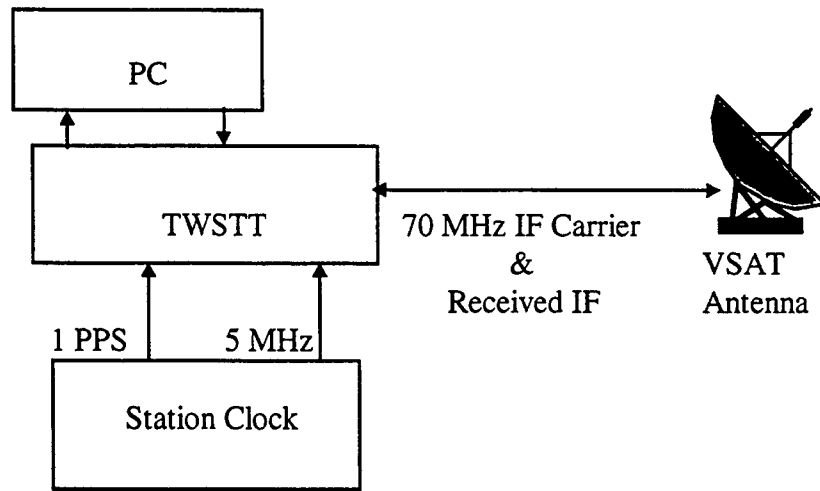 PC
TWSTT
70 MHz IF Carrier
&
Received IF
VSAT
Antenna
1 PPS
5 MHz
Station Clock